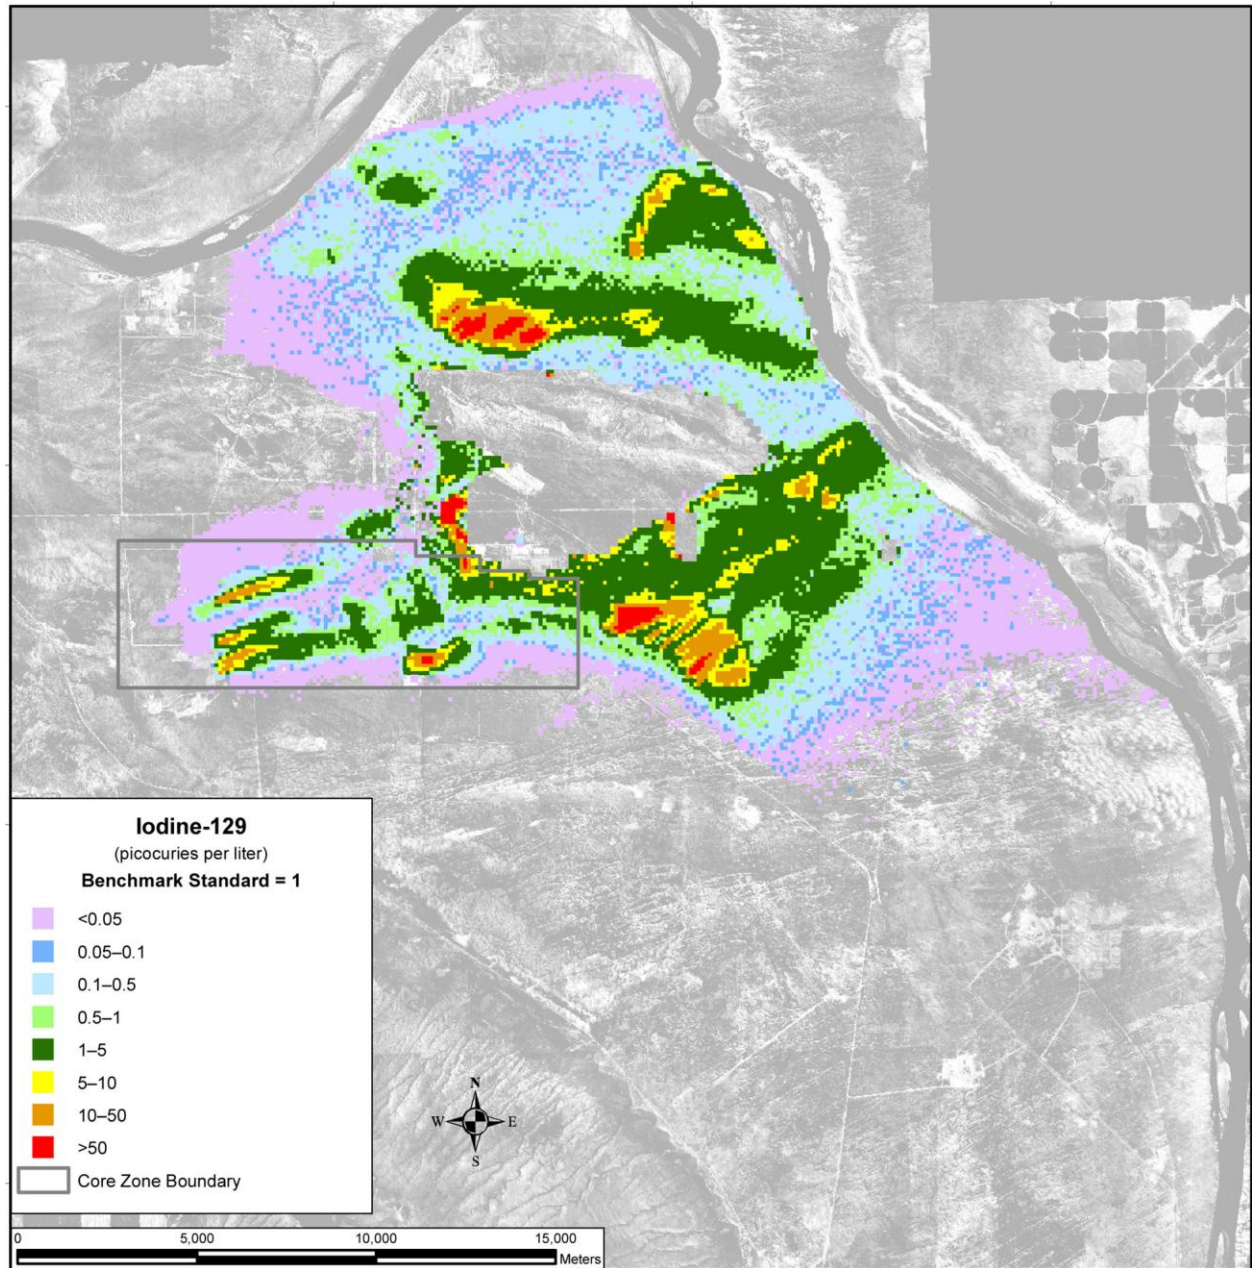 Iodine-129
(picocuries per liter)
Benchmark Standard = 1
<0.05
0.05–0.1
0.1–0.5
0.5–1
1–5
5–10
10–50
>50
Core Zone Boundary
N
W E
S
0 5,000 10,000 15,000
Meters